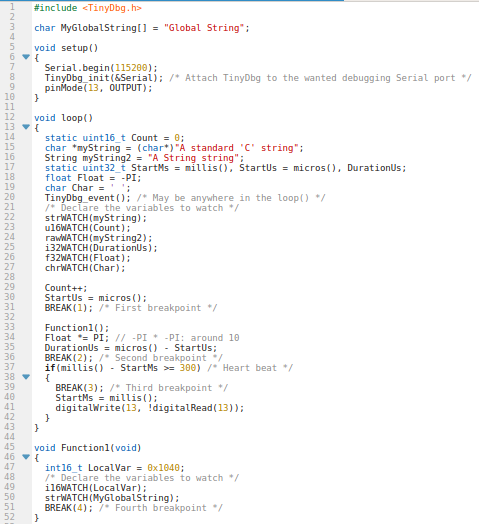 1 #include <TinyDbg.h>
2
3 char MyGlobalString[] = "Global String";
4
5 void setup()
6 {
7   Serial.begin(115200);
8   TinyDbg_init(&Serial); /* Attach TinyDbg to the wanted debugging Serial port */
9   pinMode(13, OUTPUT);
10 }
11
12 void loop()
13 {
14   static uint16_t Count = 0;
15   char *myString = (char*)"A standard 'C' string";
16   String myString2 = "A String string";
17   static uint32_t StartMs = millis(), StartUs = micros(), DurationUs;
18   float Float = -PI;
19   char Char = ' ';
20   TinyDbg_event(); /* May be anywhere in the loop() */
21   /* Declare the variables to watch */
22   strWATCH(myString);
23   u16WATCH(Count);
24   rawWATCH(myString2);
25   i32WATCH(DurationUs);
26   f32WATCH(Float);
27   chrWATCH(Char);
28
29   Count++;
30   StartUs = micros();
31   BREAK(1); /* First breakpoint */
32
33   Function1();
34   Float *= PI; // -PI * -PI: around 10
35   DurationUs = micros() - StartUs;
36   BREAK(2); /* Second breakpoint */
37   if(millis() - StartMs >= 300) /* Heart beat */
38   {
39     BREAK(3); /* Third breakpoint */
40     StartMs = millis();
41     digitalWrite(13, !digitalRead(13));
42   }
43 }
44
45 void Function1(void)
46 {
47   int16_t LocalVar = 0x1040;
48   /* Declare the variables to watch */
49   i16WATCH(LocalVar);
50   strWATCH(MyGlobalString);
51   BREAK(4); /* Fourth breakpoint */
52 }